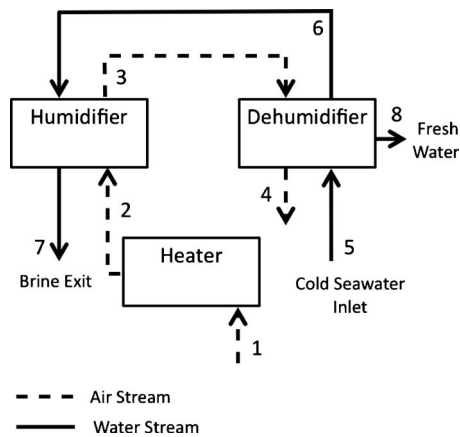 6
3
8
Humidifier
Dehumidifier
Fresh
Water
4
2
7
5
Heater
Brine Exit
Cold Seawater
Inlet
1
Air Stream
Water Stream